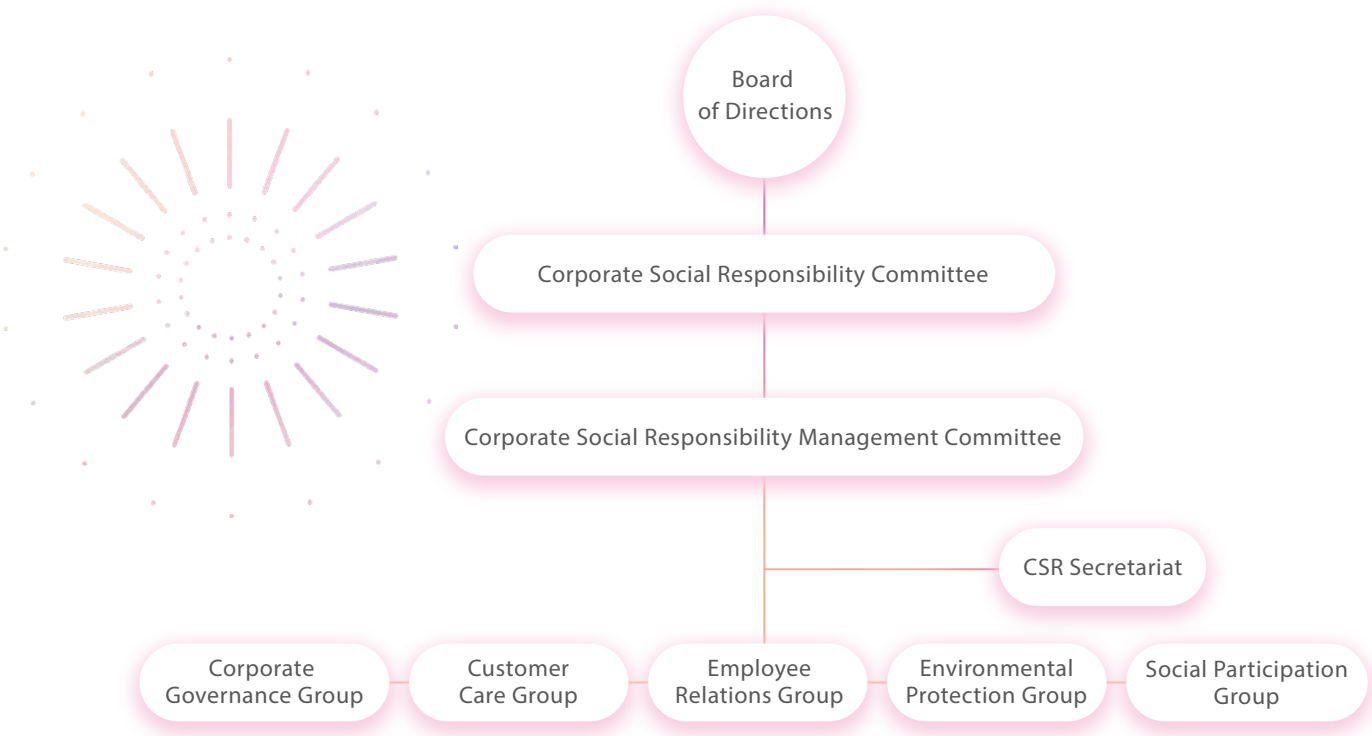 Board
of Directions
Corporate Social Responsibility Committee
Corporate Social Responsibility Management Committee
CSR Secretariat
Corporate
Governance Group
Customer
Care Group
Employee
Relations Group
Environmental
Protection Group
Social Participation
Group